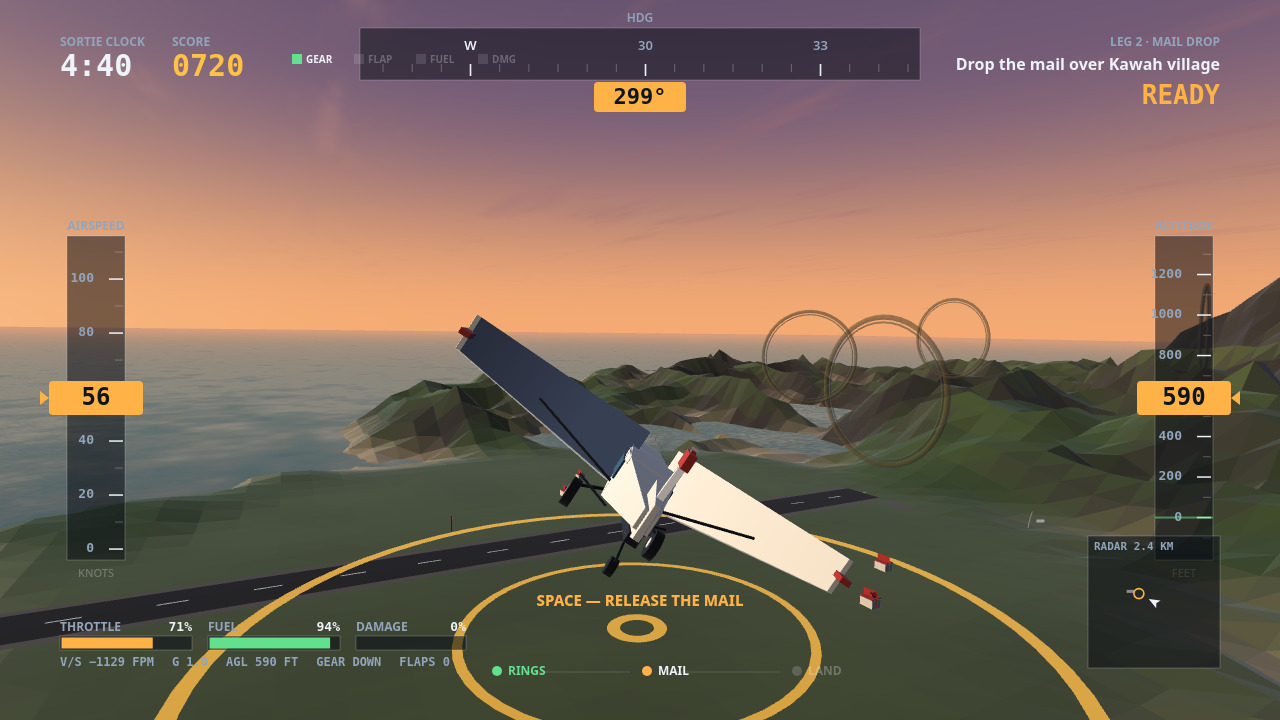 HDG
SORTIE CLOCK
4:40
SCORE
0720
GEAR
FLAP
FUEL
DMG
W
30
33
299°
LEG 2 · MAIL DROP
Drop the mail over Kawah village
READY
AIRSPEED
100
80
56
40
20
0
KNOTS
1200
1000
800
590
400
200
0
FEET
RADAR 2.4 KM
SPACE — RELEASE THE MAIL
THROTTLE 71%
FUEL 94%
DAMAGE 0%
V/S −1129 FPM
AGL 590 FT
GEAR DOWN
FLAPS 0
RINGS
MAIL
LAND